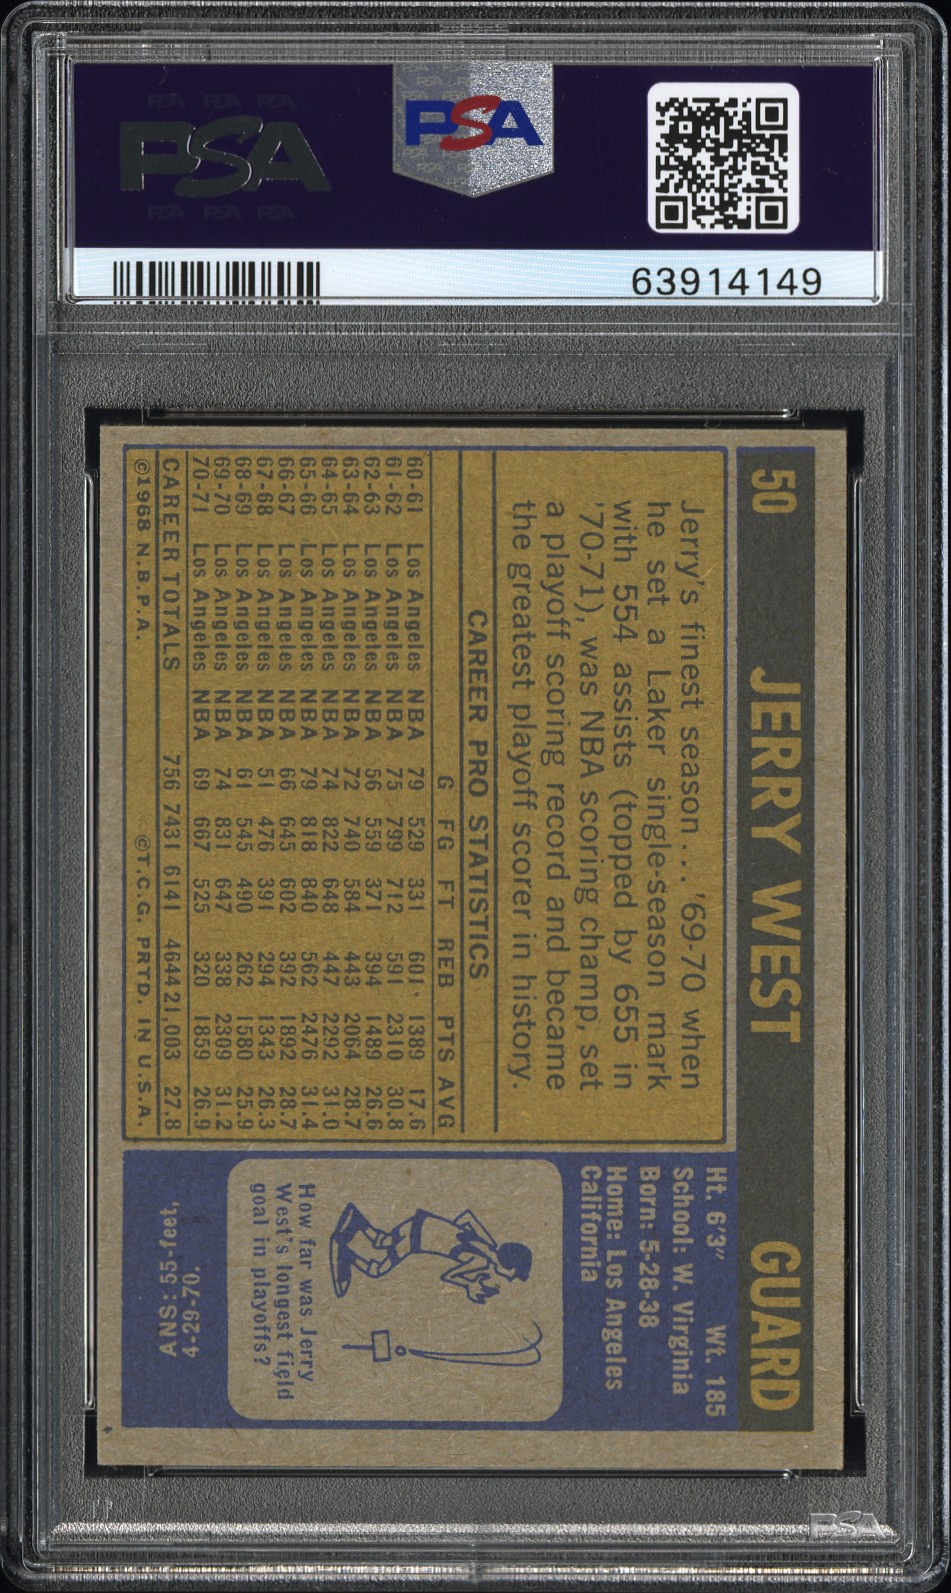 PSA
PSA
63914149
50 JERRY WEST GUARD
Jerry's finest season... '69-70 when
he set a Laker single-season mark
with 554 assists (topped by 655 in
'70-71), was NBA scoring champ, set
a playoff scoring record and became
the greatest playoff scorer in history.
CAREER PRO STATISTICS
G FG FT REB PTS AVG
60-61 Los Angeles NBA 79 529 331 601 1389 17.6
61-62 Los Angeles NBA 75 799 712 591 2310 30.8
62-63 Los Angeles NBA 56 559 371 394 1489 26.6
63-64 Los Angeles NBA 72 740 584 443 2064 28.7
64-65 Los Angeles NBA 74 822 648 447 2292 31.0
65-66 Los Angeles NBA 79 818 840 562 2476 31.4
66-67 Los Angeles NBA 66 645 602 392 1892 28.7
67-68 Los Angeles NBA 51 476 391 294 1343 26.3
68-69 Los Angeles NBA 61 545 490 262 1580 25.9
69-70 Los Angeles NBA 74 831 647 338 2309 31.2
70-71 Los Angeles NBA 69 667 525 320 1859 26.9
CAREER TOTALS 756 7431 6141 4644 21,003 27.8
©1968 N.B.P.A. ©T.C.G. PRTD. IN U.S.A.
Ht. 6'3" Wt. 185
School: W. Virginia
Born: 5-28-38
Home: Los Angeles
California
How far was Jerry
West's longest field
goal in playoffs?
ANS: 55-feet,
4-29-70.
PSA